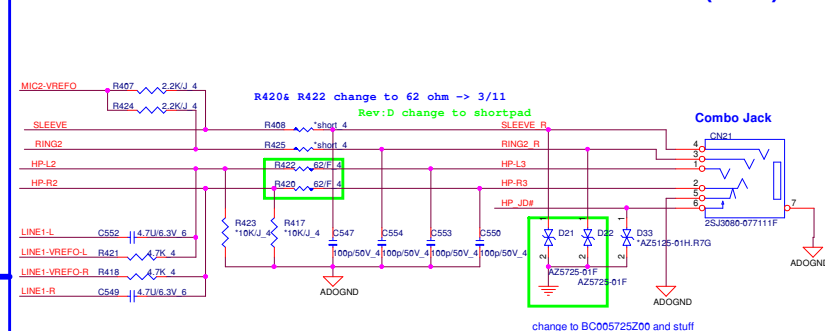 MIC2-VREFO
R407
2.2K/J_4
R424
2.2K/J_4
R420& R422 change to 62 ohm -> 3/11
Rev:D change to shortpad
Combo Jack
CN21
SLEEVE
R408
*short_4
SLEEVE_R
RING2
R425
*short_4
RING2_R
HP-L2
R422
62/F_4
HP-L3
HP-R2
R420
62/F_4
HP-R3
HP_JD#
4
3
1
2
5
6
7
2SJ3080-077111F
LINE1-L
C552
4.7U/6.3V_6
LINE1-VREFO-L
R421
4.7K_4
LINE1-VREFO-R
R418
4.7K_4
LINE1-R
C549
4.7U/6.3V_6
R423
*10K/J_4
R417
*10K/J_4
C547
100p/50V_4
C554
100p/50V_4
C553
100p/50V_4
C550
100p/50V_4
1
D21
2
AZ5725-01F
1
D22
2
AZ5725-01F
1
D33
2
*AZ5125-01H.R7G
ADOGND
ADOGND
ADOGND
change to BC005725Z00 and stuff